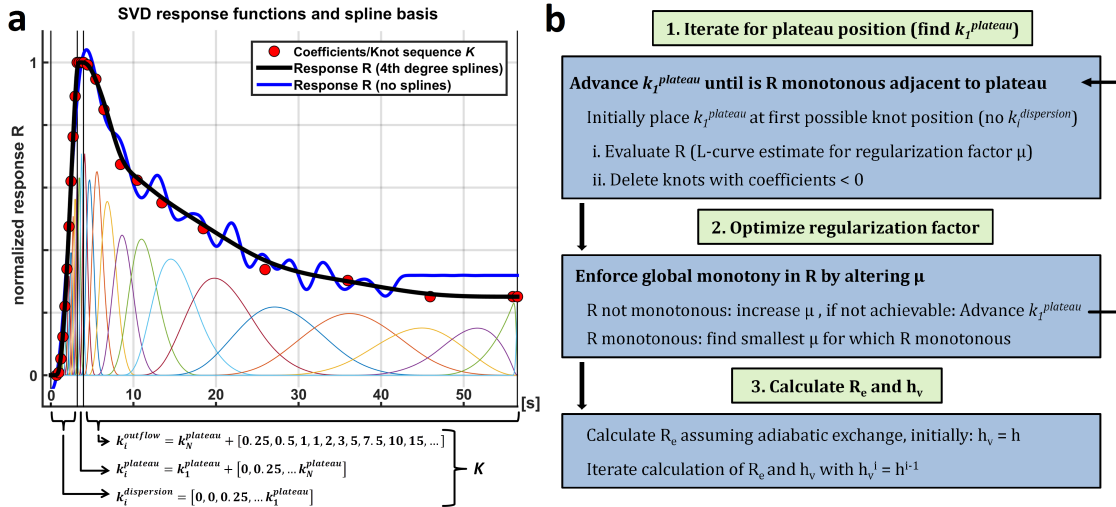 a
SVD response functions and spline basis
Coefficients/Knot sequence K
Response R (4th degree splines)
Response R (no splines)
normalized response R
1
0
0
10
20
30
40
50
[s]
k_i^outflow = k_N^plateau + [0.25, 0.5, 1, 1, 2, 3, 5, 7.5, 10, 15, …]
k_i^plateau = k_1^plateau + [0, 0.25, … k_N^plateau]
k_i^dispersion = [0, 0, 0.25, … k_1^plateau]
K
b
1. Iterate for plateau position (find k_1^plateau)
Advance k_1^plateau until is R monotonous adjacent to plateau
Initially place k_1^plateau at first possible knot position (no k_i^dispersion)
i. Evaluate R (L-curve estimate for regularization factor μ)
ii. Delete knots with coefficients < 0
2. Optimize regularization factor
Enforce global monotony in R by altering μ
R not monotonous: increase μ , if not achievable: Advance k_1^plateau
R monotonous: find smallest μ for which R monotonous
3. Calculate R_e and h_v
Calculate R_e assuming adiabatic exchange, initially: h_v = h
Iterate calculation of R_e and h_v with h_v^i = h^i-1